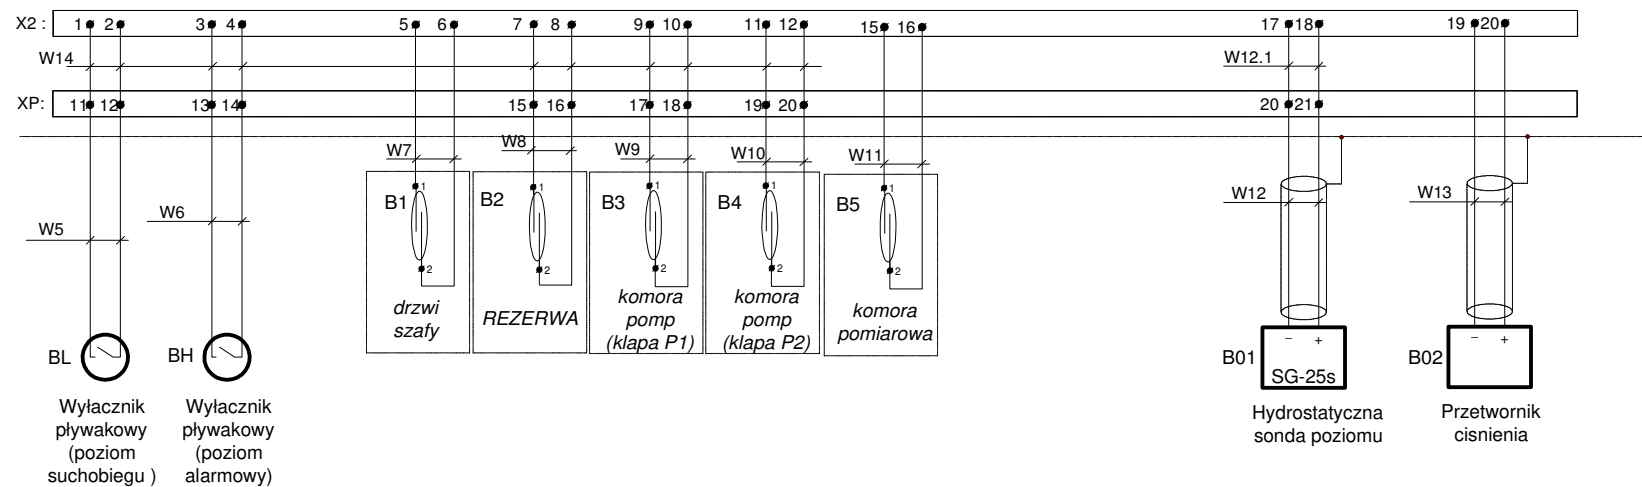 X2 : 1 2 3 4 5 6 7 8 9 10 11 12 15 16 17 18 19 20
W14 W12.1
XP: 11 12 13 14 15 16 17 18 19 20 20 21
W7 W8 W9 W10 W11
1 1 1 1 1
B1 B2 B3 B4 B5 W12 W13
W5 W6
2 2 2 2 2
drzwi
szafy
REZERWA
komora
pomp
(klapa P1)
komora
pomp
(klapa P2)
komora
pomiarowa
BL BH
B01 − +
SG-25s
B02 − +
Wyłacznik
pływakowy
(poziom
suchobiegu )
Wyłacznik
pływakowy
(poziom
alarmowy)
Hydrostatyczna
sonda poziomu
Przetwornik
cisnienia